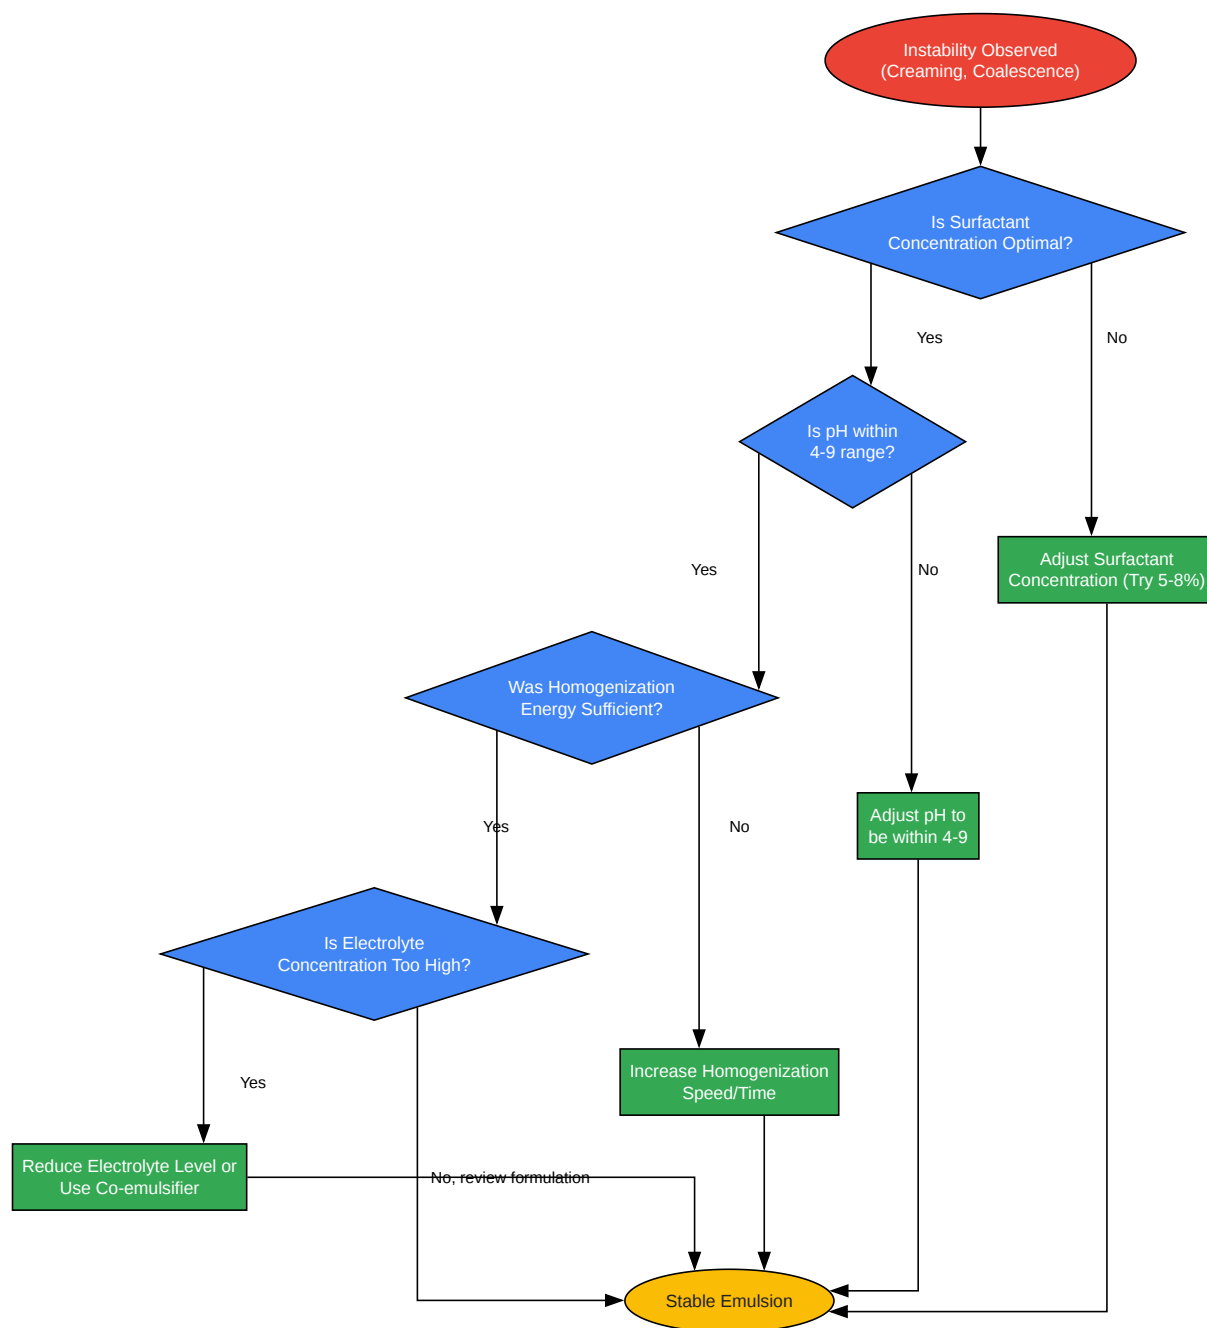 Instability Observed
(Creaming, Coalescence)
Is Surfactant
Concentration Optimal?
Yes
No
Is pH within
4-9 range?
Adjust Surfactant
Concentration (Try 5-8%)
Yes
No
Was Homogenization
Energy Sufficient?
Adjust pH to
be within 4-9
Yes
No
Is Electrolyte
Concentration Too High?
Increase Homogenization
Speed/Time
Yes
Reduce Electrolyte Level or
Use Co-emulsifier
No, review formulation
Stable Emulsion